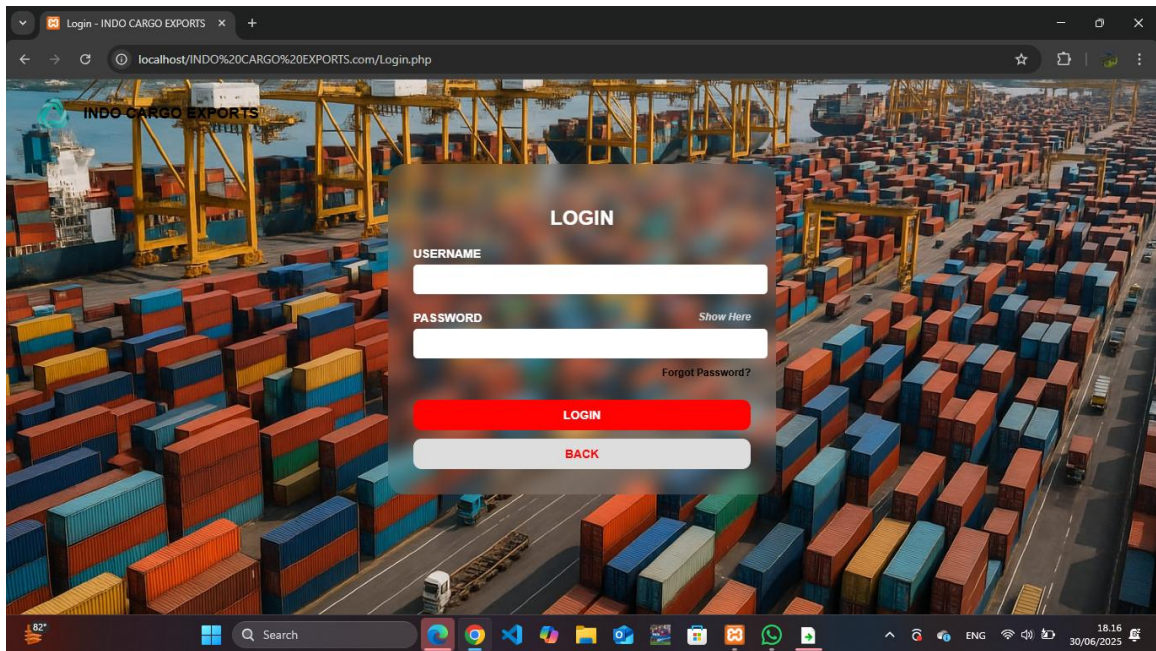 Login - INDO CARGO EXPORTS
localhost/INDO%20CARGO%20EXPORTS.com/Login.php
INDO CARGO EXPORTS
LOGIN
USERNAME
PASSWORD Show Here
Forgot Password?
LOGIN
BACK
82°
Search
ENG
18.16
30/06/2025